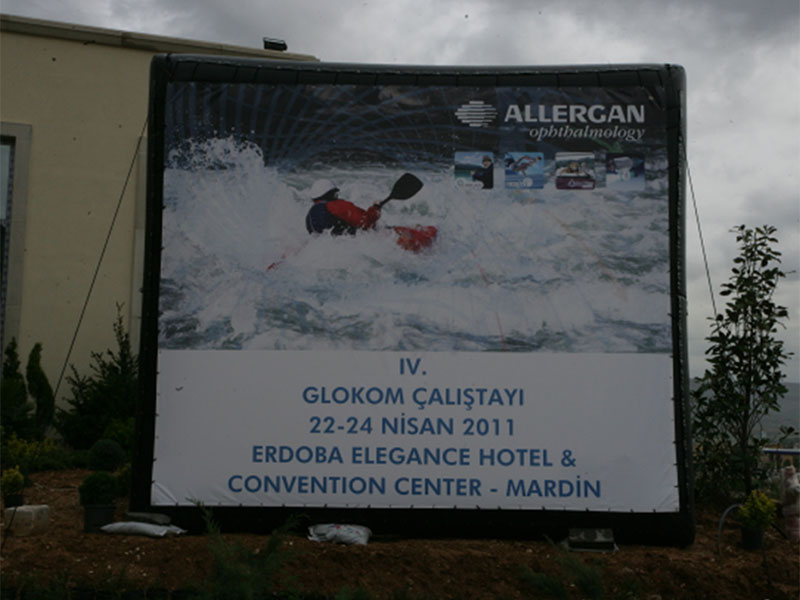 ALLERGAN
ophthalmology
IV.
GLOKOM ÇALIŞTAYI
22-24 NİSAN 2011
ERDOBA ELEGANCE HOTEL &
CONVENTION CENTER - MARDİN